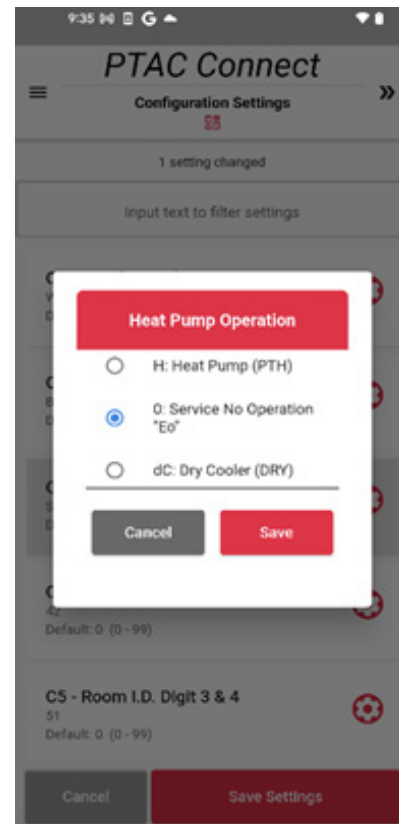 9:35
PTAC Connect
Configuration Settings
1 setting changed
Input text to filter settings
Heat Pump Operation
H: Heat Pump (PTH)
0: Service No Operation
"Eo"
dC: Dry Cooler (DRY)
Cancel
Save
42
Default: 0 (0 - 99)
C5 - Room I.D. Digit 3 & 4
51
Default: 0 (0 - 99)
Cancel
Save Settings